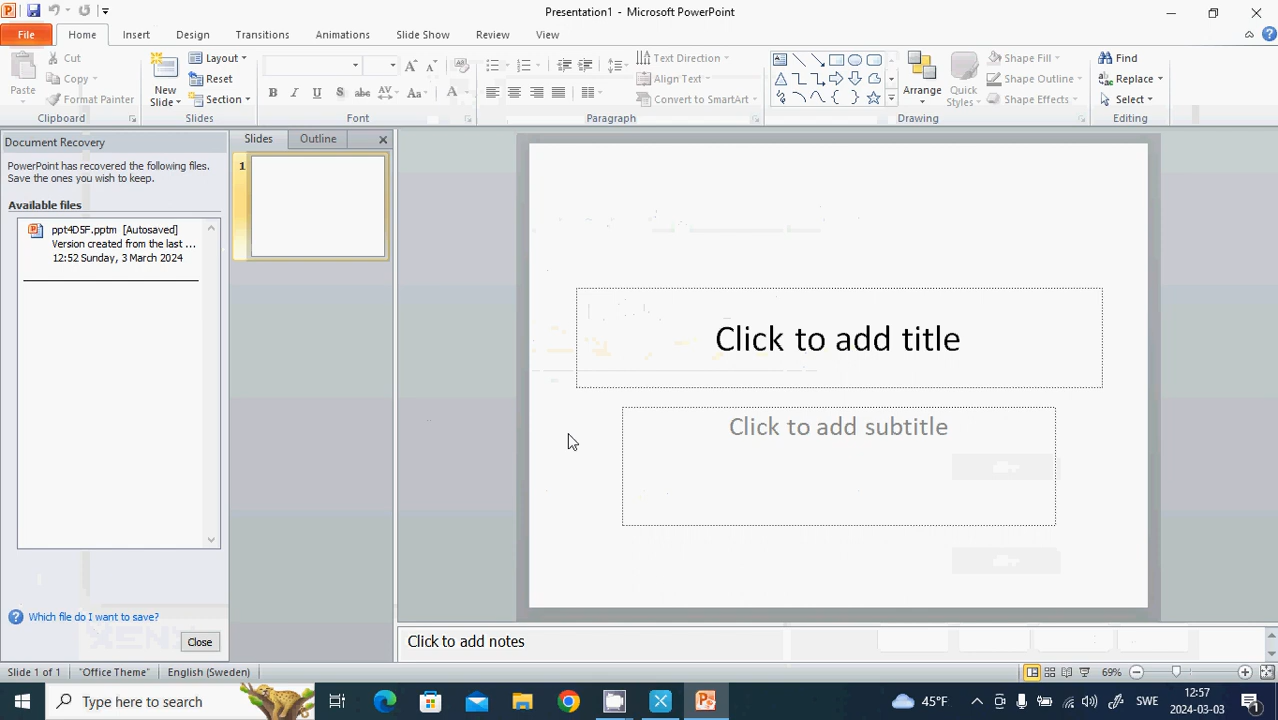 Presentation1 - Microsoft PowerPoint
File Home Insert Design Transitions Animations Slide Show Review View
Paste
Cut
Copy
Format Painter
Clipboard
New
Slide
Layout
Reset
Section
Slides
B I U S abc AV Aa A
Font
Text Direction
Align Text
Convert to SmartArt
Paragraph
Arrange
Quick
Styles
Shape Fill
Shape Outline
Shape Effects
Drawing
Find
Replace
Select
Editing
Document Recovery
PowerPoint has recovered the following files.
Save the ones you wish to keep.
Available files
ppt4D5F.pptm [Autosaved]
Version created from the last ...
12:52 Sunday, 3 March 2024
Which file do I want to save?
Close
Slides Outline
1
Click to add title
Click to add subtitle
Click to add notes
Slide 1 of 1 "Office Theme" English (Sweden) 69%
Type here to search
45°F
SWE
12:57
2024-03-03
1